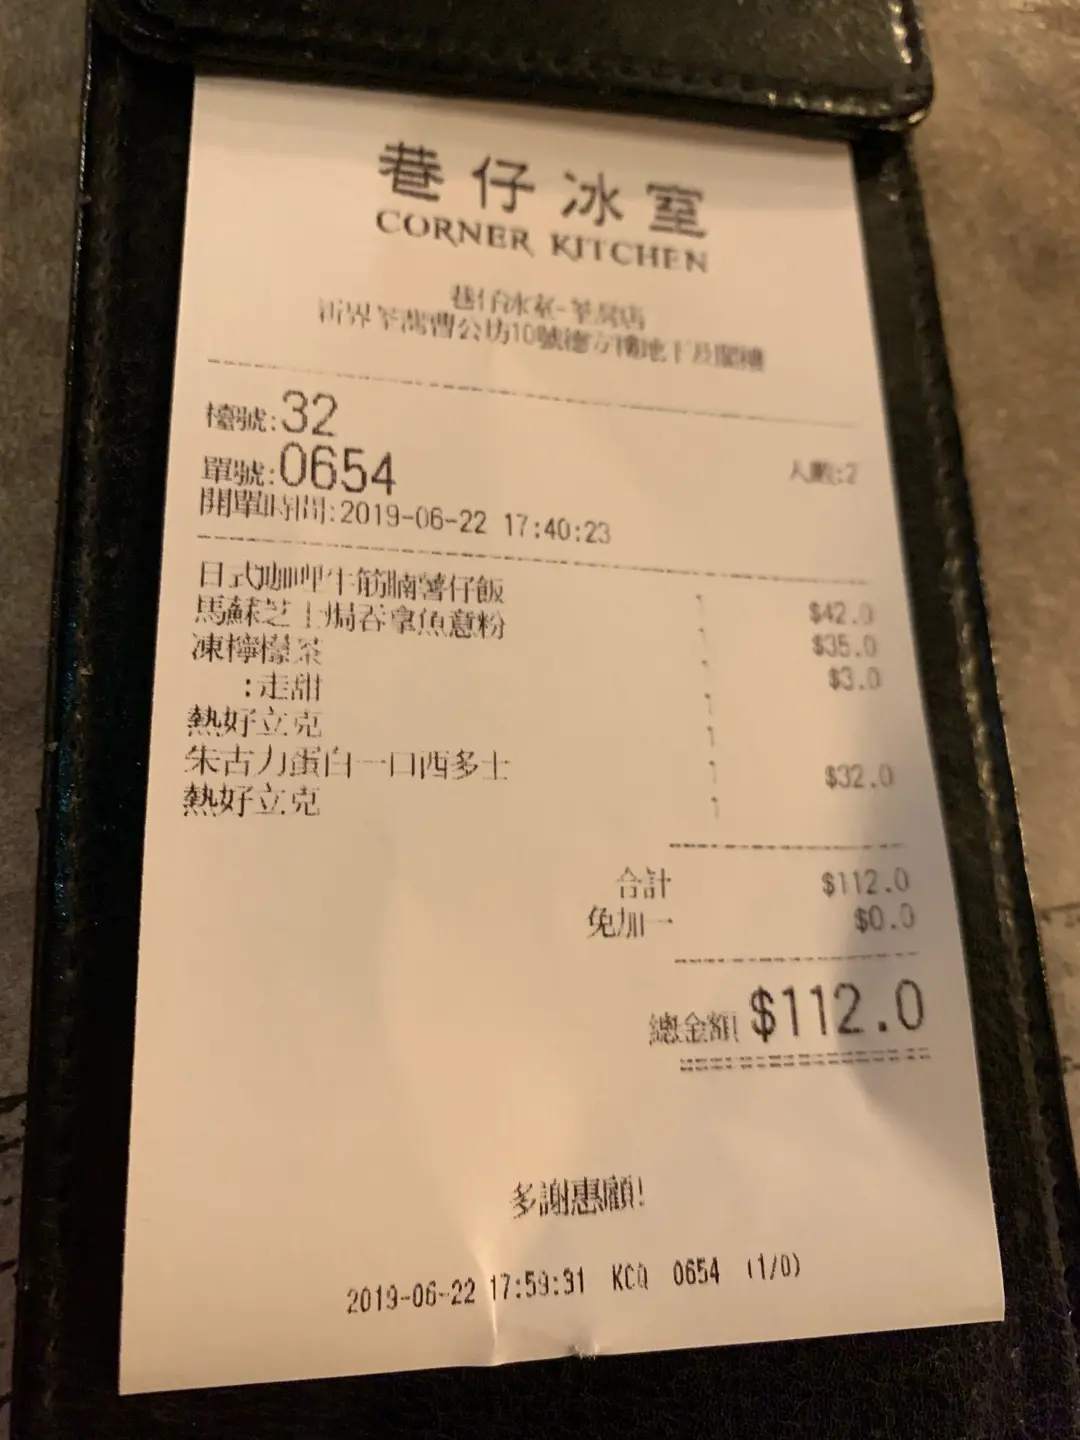 巷仔冰室
CORNER KITCHEN
巷仔冰室-荃灣店
新界荃灣曹公坊10號德方樓地下及閣樓
檯號:32
單號:0654 人數:2
開單時間:2019-06-22 17:40:23
日式咖哩牛筋腩薯仔飯 1 $42.0
馬蘇芝士焗吞拿魚意粉 1 $35.0
凍檸檬茶 1 $3.0
:走甜 1
熱好立克 1
朱古力蛋白一口西多士 1 $32.0
熱好立克 1
合計 $112.0
免加一 $0.0
總金額 $112.0
多謝惠顧!
2019-06-22 17:59:31 KCQ 0654 (1/0)